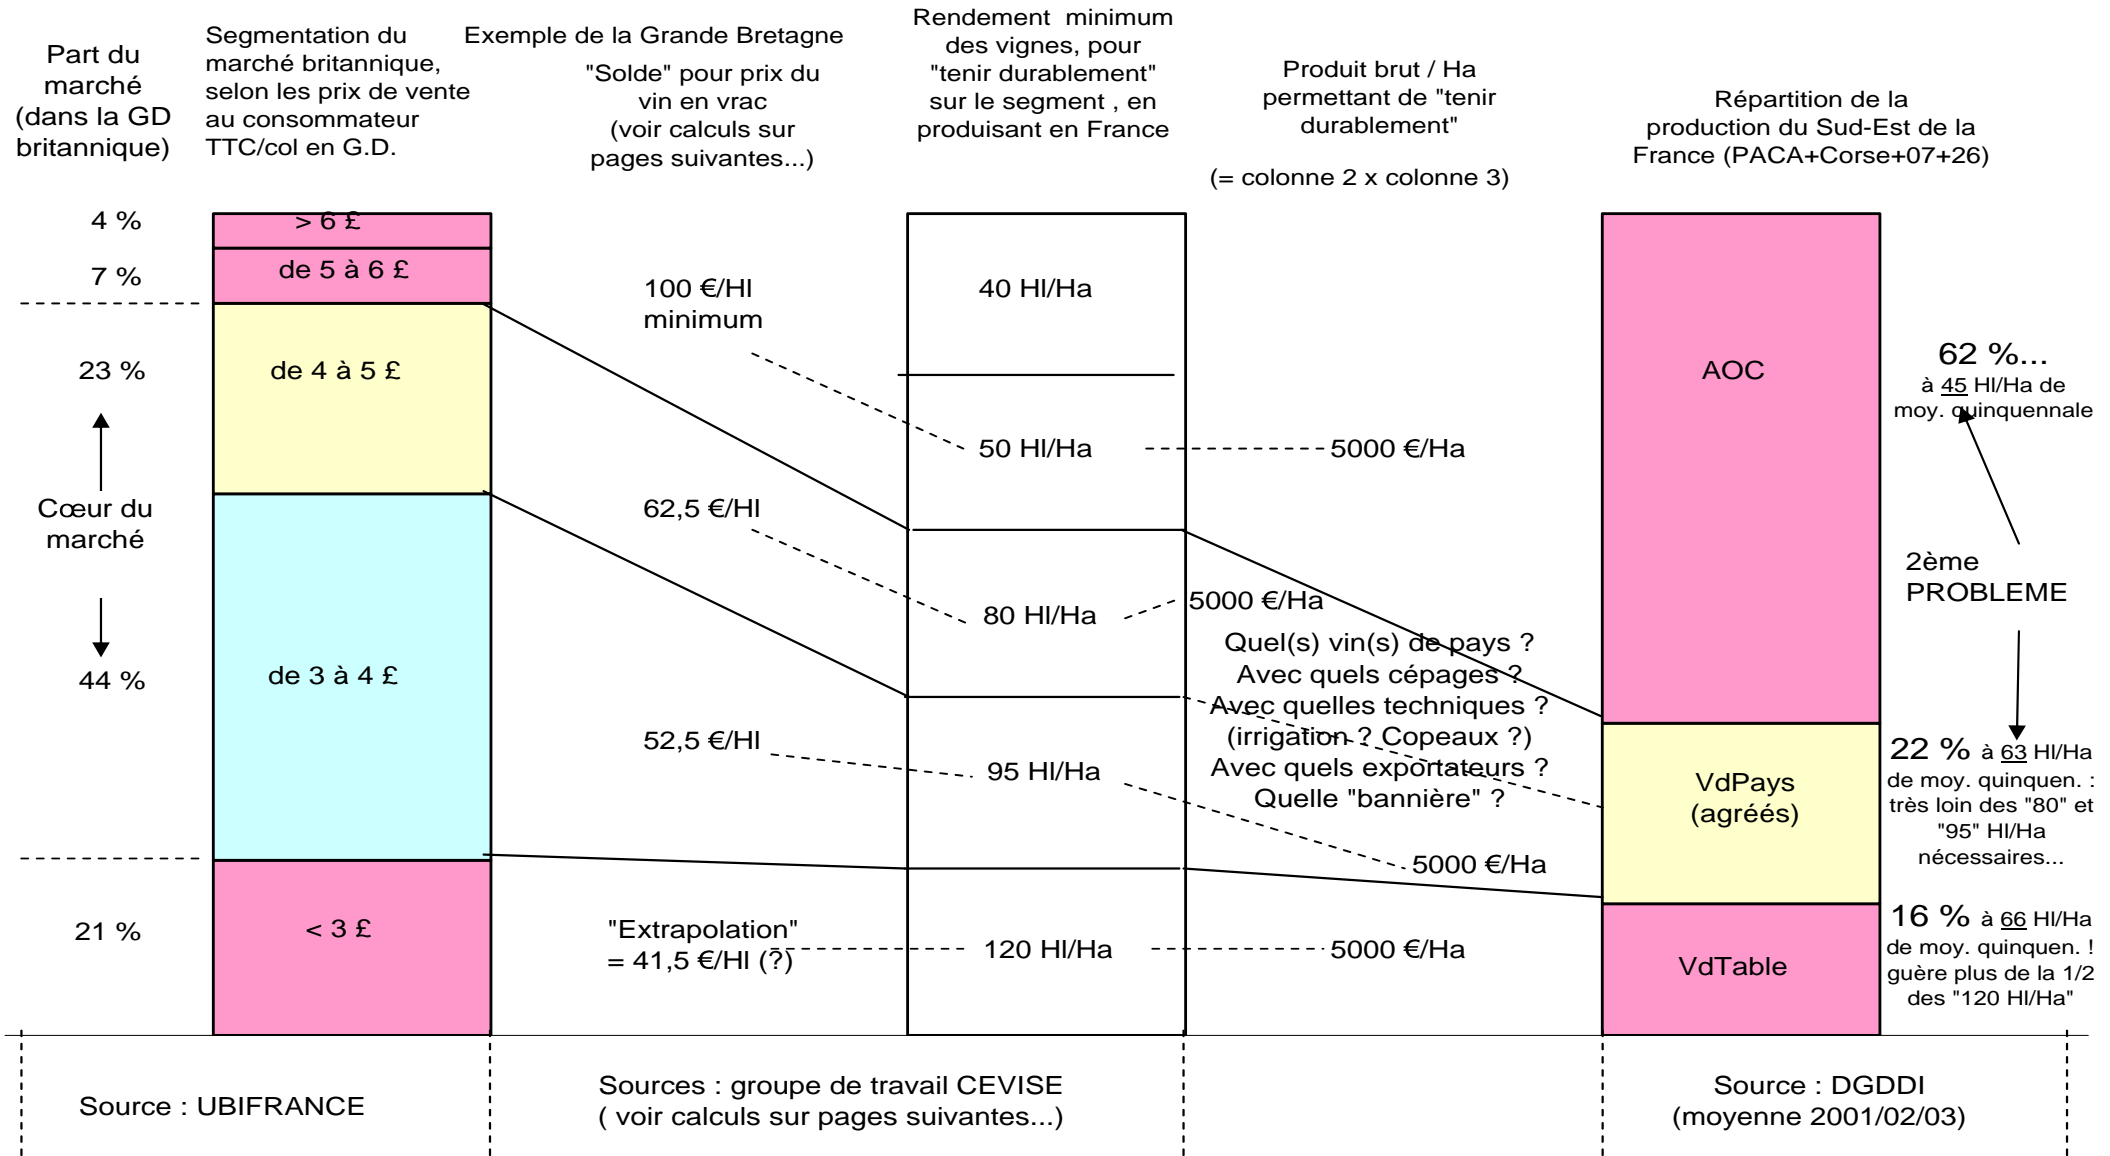 Part du
marché
(dans la GD
britannique)
Segmentation du
marché britannique,
selon les prix de vente
au consommateur
TTC/col en G.D.
Exemple de la Grande Bretagne
"Solde" pour prix du
vin en vrac
(voir calculs sur
pages suivantes...)
Rendement minimum
des vignes, pour
"tenir durablement"
sur le segment , en
produisant en France
Produit brut / Ha
permettant de "tenir
durablement"
(= colonne 2 x colonne 3)
Répartition de la
production du Sud-Est de la
France (PACA+Corse+07+26)
4 %
> 6 £
7 %
de 5 à 6 £
100 €/Hl
minimum
40 Hl/Ha
23 %
de 4 à 5 £
AOC
62 %...
à 45 Hl/Ha de
moy. quinquennale
50 Hl/Ha
5000 €/Ha
Cœur du
marché
62,5 €/Hl
80 Hl/Ha
5000 €/Ha
2ème
PROBLEME
Quel(s) vin(s) de pays ?
Avec quels cépages ?
Avec quelles techniques ?
(irrigation ? Copeaux ?)
Avec quels exportateurs ?
Quelle "bannière" ?
44 %
de 3 à 4 £
52,5 €/Hl
95 Hl/Ha
5000 €/Ha
VdPays
(agréés)
22 % à 63 Hl/Ha
de moy. quinquen. :
très loin des "80" et
"95" Hl/Ha
nécessaires...
21 %
< 3 £
"Extrapolation"
= 41,5 €/Hl (?)
120 Hl/Ha
5000 €/Ha
VdTable
16 % à 66 Hl/Ha
de moy. quinquen. !
guère plus de la 1/2
des "120 Hl/Ha"
Source : UBIFRANCE
Sources : groupe de travail CEVISE
( voir calculs sur pages suivantes...)
Source : DGDDI
(moyenne 2001/02/03)